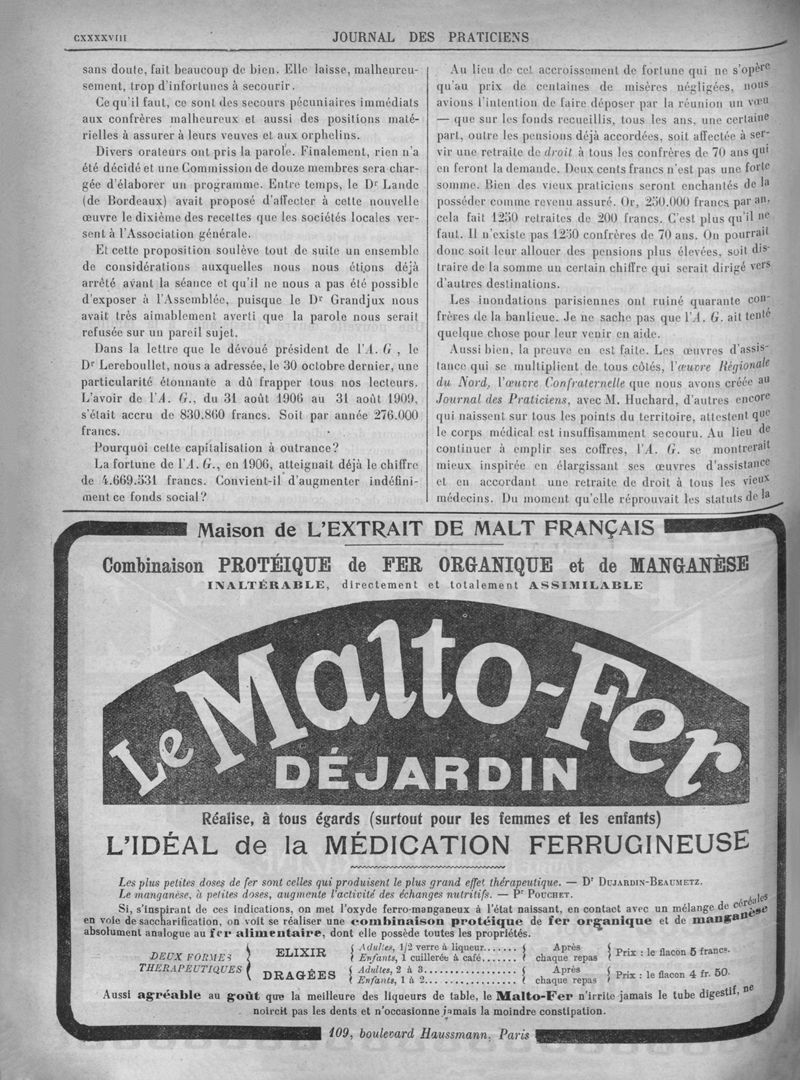 CXXXXVIII
JOURNAL DES PRATICIENS
sans doute, fait beaucoup de bien. Elle laisse, malheureu-
sement, trop d'infortunes à secourir.
Ce qu'il faut, ce sont des secours pécuniaires immédiats
aux confrères malheureux et aussi des positions maté-
rielles à assurer à leurs veuves et aux orphelins.
Divers orateurs ont pris la parole. Finalement, rien n'a
été décidé et une Commission de douze membres sera char-
gée d'élaborer un programme. Entre temps, le Dr Lande
(de Bordeaux) avait proposé d'affecter à cette nouvelle
œuvre le dixième des recettes que les sociétés locales ver-
sent à l'Association générale.
Et cette proposition soulève tout de suite un ensemble
de considérations auxquelles nous nous étions déjà
arrêté avant la séance et qu'il ne nous a pas été possible
d'exposer à l'Assemblée, puisque le Dr Grandjux nous
avait très aimablement averti que la parole nous serait
refusée sur un pareil sujet.
Dans la lettre que le dévoué président de l'A. G , le
Dr Lereboullet, nous a adressée, le 30 octobre dernier, une
particularité étonnante a dû frapper tous nos lecteurs.
L'avoir de l'A. G., du 31 août 1906 au 31 août 1909,
s'était accru de 830.860 francs. Soit par année 276.000
francs.
Pourquoi cette capitalisation à outrance?
La fortune de l'A. G., en 1906, atteignait déjà le chiffre
de 4.669.531 francs. Convient-il d'augmenter indéfini-
ment ce fonds social?
Au lieu de cet accroissement de fortune qui ne s'opère
qu'au prix de centaines de misères négligées, nous
avions l'intention de faire déposer par la réunion un vœu
— que sur les fonds recueillis, tous les ans, une certaine
part, outre les pensions déjà accordées, soit affectée à ser-
vir une retraite de droit à tous les confrères de 70 ans qui
en feront la demande. Deux cents francs n'est pas une forte
somme. Bien des vieux praticiens seront enchantés de la
posséder comme revenu assuré. Or, 250.000 francs par an,
cela fait 1250 retraites de 200 francs. C'est plus qu'il ne
faut. Il n'existe pas 1250 confrères de 70 ans. On pourrait
donc soit leur allouer des pensions plus élevées, soit dis-
traire de la somme un certain chiffre qui serait dirigé vers
d'autres destinations.
Les inondations parisiennes ont ruiné quarante con-
frères de la banlieue. Je ne sache pas que l'A. G. ait tenté
quelque chose pour leur venir en aide.
Aussi bien, la preuve en est faite. Les œuvres d'assis-
tance qui se multiplient de tous côtés, l'œuvre Régionale
du Nord, l'œuvre Confraternelle que nous avons créée au
Journal des Praticiens, avec M. Huchard, d'autres encore
qui naissent sur tous les points du territoire, attestent que
le corps médical est insuffisamment secouru. Au lieu de
continuer à emplir ses coffres, l'A. G. se montrerait
mieux inspirée en élargissant ses œuvres d'assistance
et en accordant une retraite de droit à tous les vieux
médecins. Du moment qu'elle réprouvait les statuts de la
Maison de L'EXTRAIT DE MALT FRANÇAIS
Combinaison PROTÉIQUE de FER ORGANIQUE et de MANGANÈSE
INALTÉRABLE, directement et totalement ASSIMILABLE
Le Malto-Fer
DÉJARDIN
Réalise, à tous égards (surtout pour les femmes et les enfants)
L'IDÉAL de la MÉDICATION FERRUGINEUSE
Les plus petites doses de fer sont celles qui produisent le plus grand effet thérapeutique. — Dr DUJARDIN-BEAUMETZ.
Le manganèse, à petites doses, augmente l'activité des échanges nutritifs. — Pr POUCHET.
Si, s'inspirant de ces indications, on met l'oxyde ferro-manganeux à l'état naissant, en contact avec un mélange de céréales
en voie de saccharification, on voit se réaliser une combinaison protéique de fer organique et de manganèse
absolument analogue au fer alimentaire, dont elle possède toutes les propriétés.
DEUX FORMES THERAPEUTIQUES
ELIXIR { Adultes, 1/2 verre à liqueur....... Enfants, 1 cuillerée à café....... } Après chaque repas } Prix : le flacon 5 francs.
DRAGÉES { Adultes, 2 à 3............... Enfants, 1 à 2................ } Après chaque repas } Prix : le flacon 4 fr. 50.
Aussi agréable au goût que la meilleure des liqueurs de table, le Malto-Fer n'irrite jamais le tube digestif, ne
noircit pas les dents et n'occasionne jamais la moindre constipation.
109, boulevard Haussmann, Paris